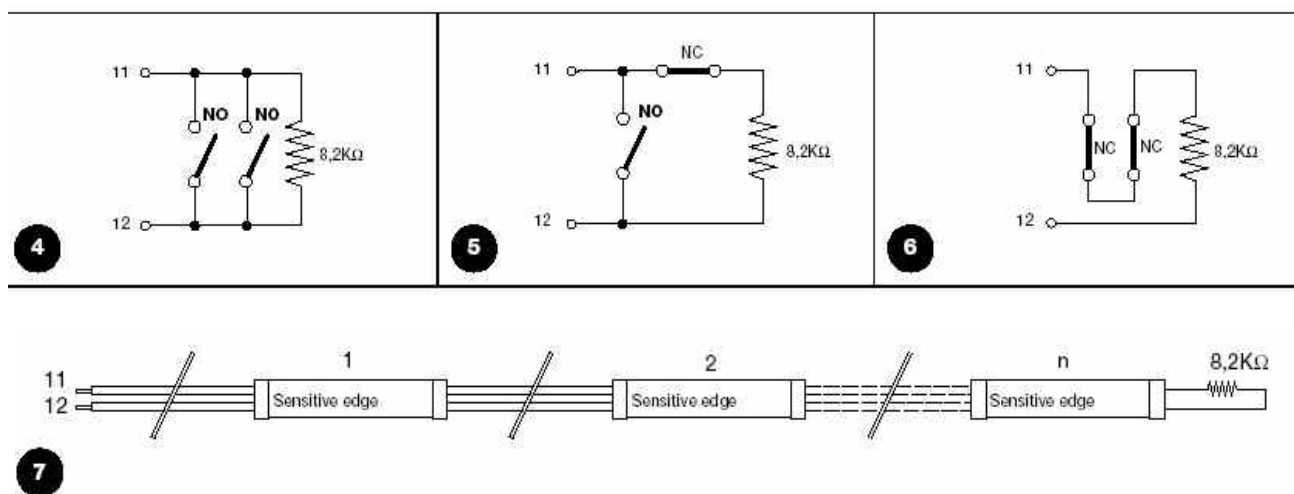 11
NO
NO
8,2KΩ
12
4
NC
11
NO
8,2KΩ
12
5
11
NC
NC
8,2KΩ
12
6
1
2
n
8,2KΩ
11
12
Sensitive edge
Sensitive edge
Sensitive edge
7